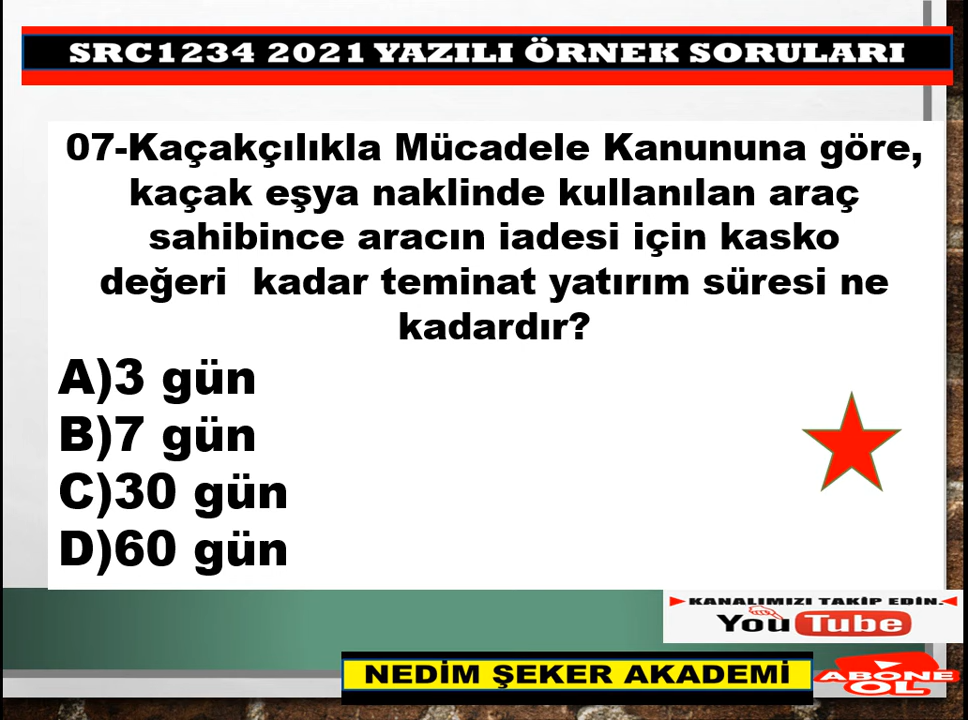 SRC1234 2021 YAZILI ÖRNEK SORULARI
07-Kaçakçılıkla Mücadele Kanununa göre,
kaçak eşya naklinde kullanılan araç
sahibince aracın iadesi için kasko
değeri kadar teminat yatırım süresi ne
kadardır?
A)3 gün
B)7 gün
C)30 gün
D)60 gün
KANALIMIZI TAKİP EDİN.
YouTube
NEDİM ŞEKER AKADEMİ
ABONE
OL